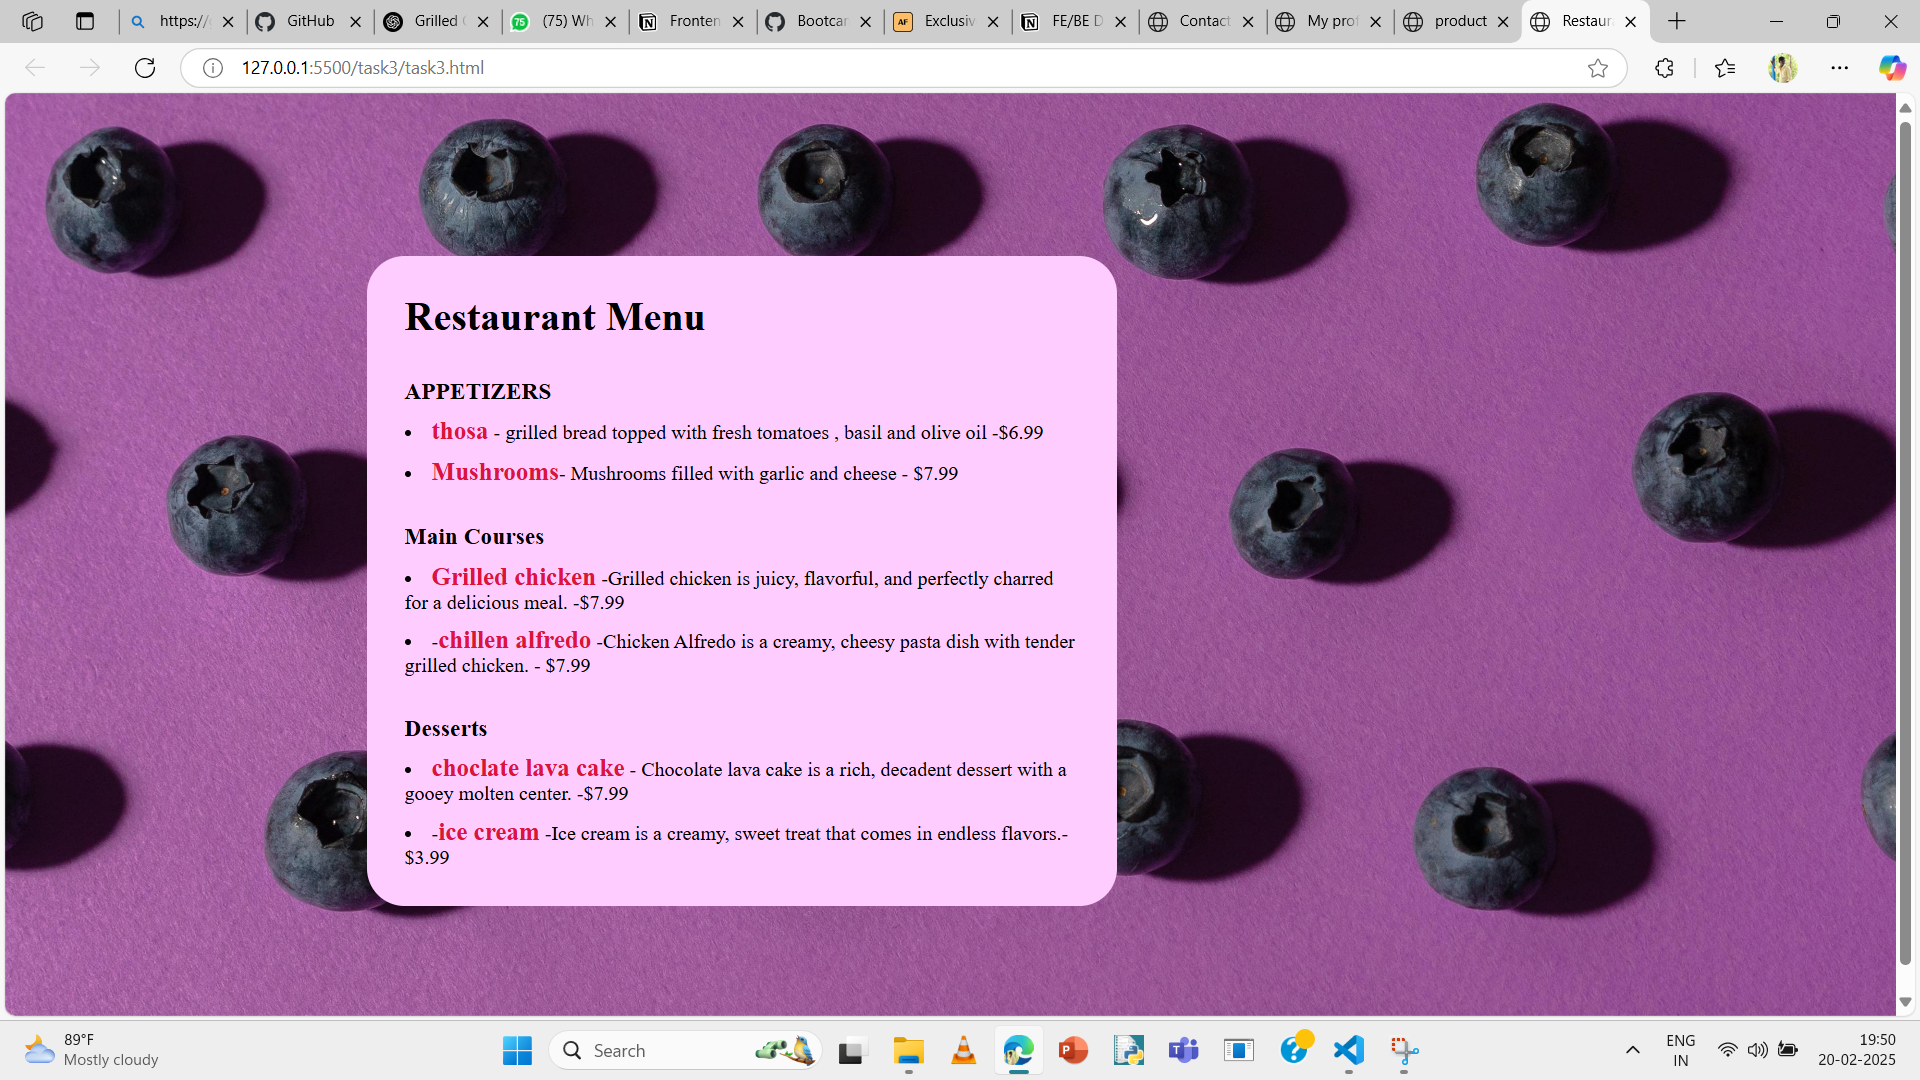 https://
GitHub
Grilled
(75) Wh
Fronten
Bootcar
Exclusiv
FE/BE D
Contact
My prof
product
Restaur
127.0.0.1:5500/task3/task3.html
Restaurant Menu
APPETIZERS
• thosa - grilled bread topped with fresh tomatoes , basil and olive oil -$6.99
• Mushrooms- Mushrooms filled with garlic and cheese - $7.99
Main Courses
• Grilled chicken -Grilled chicken is juicy, flavorful, and perfectly charred
for a delicious meal. -$7.99
• -chillen alfredo -Chicken Alfredo is a creamy, cheesy pasta dish with tender
grilled chicken. - $7.99
Desserts
• choclate lava cake - Chocolate lava cake is a rich, decadent dessert with a
gooey molten center. -$7.99
• -ice cream -Ice cream is a creamy, sweet treat that comes in endless flavors.-
$3.99
89°F
Mostly cloudy
Search
ENG
IN
19:50
20-02-2025